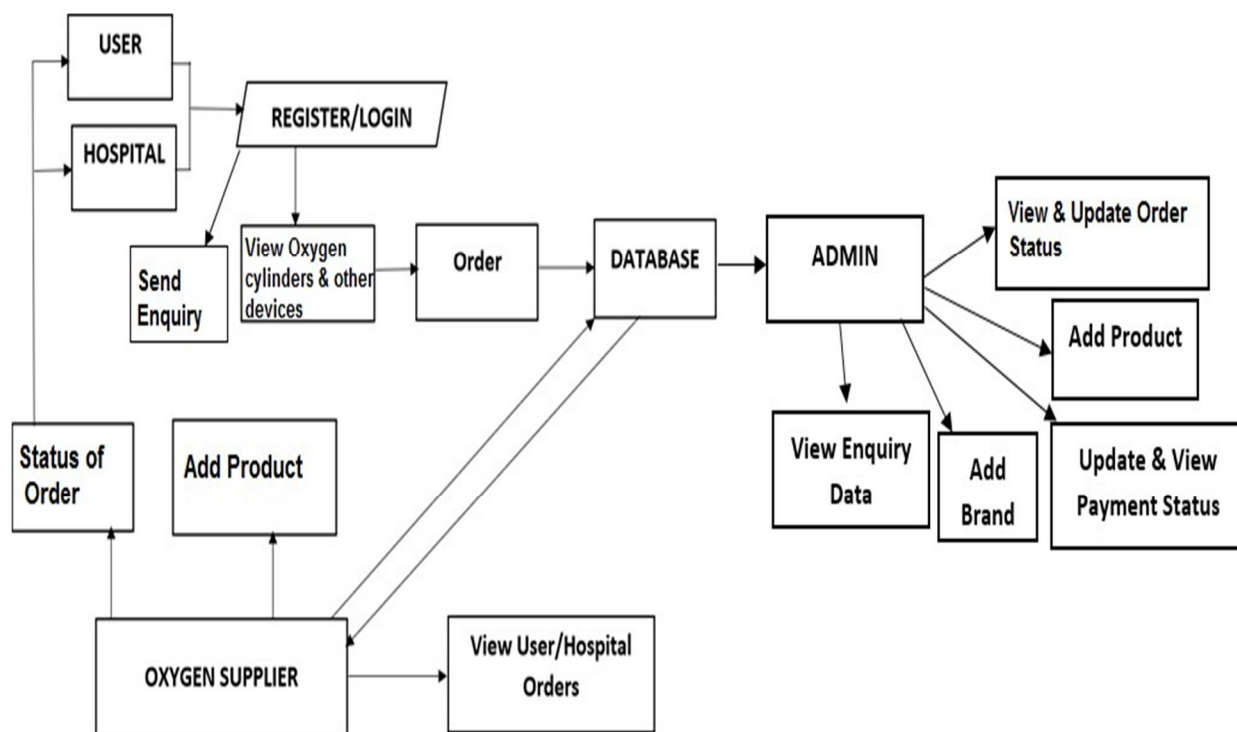 USER
HOSPITAL
REGISTER/LOGIN
Send
Enquiry
View Oxygen
cylinders & other
devices
Order
DATABASE
ADMIN
View & Update Order
Status
Add Product
Update & View
Payment Status
Add
Brand
View Enquiry
Data
Status of
Order
Add Product
OXYGEN SUPPLIER
View User/Hospital
Orders